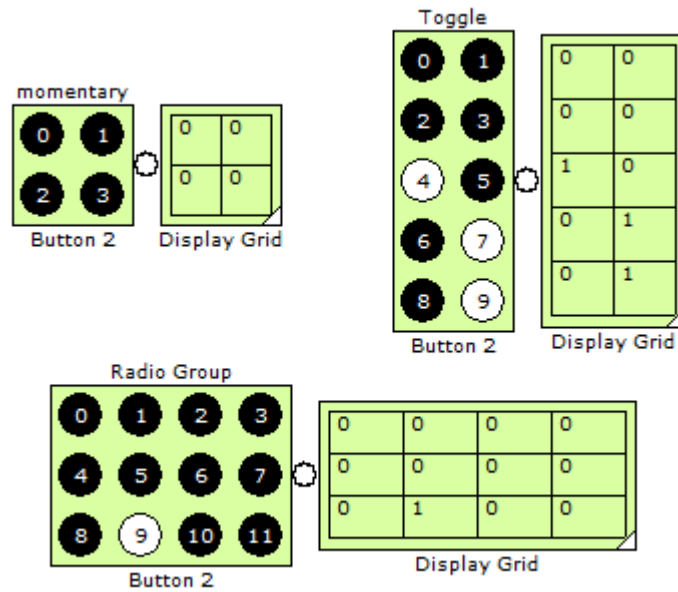 momentary
0 1
2 3
Button 2
0 0
0 0
Display Grid
Toggle
0 1
2 3
4 5
6 7
8 9
Button 2
0 0
0 0
1 0
0 1
0 1
Display Grid
Radio Group
0 1 2 3
4 5 6 7
8 9 10 11
Button 2
0 0 0 0
0 0 0 0
0 1 0 0
Display Grid